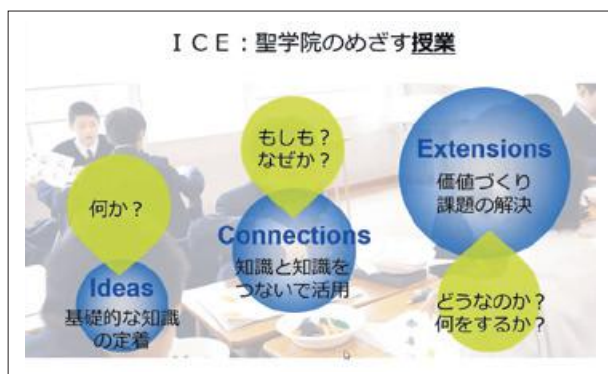 ＩＣＥ：聖学院のめざす授業
何か？
Ideas
基礎的な知識
の定着
もしも？
なぜか？
Connections
知識と知識を
つないで活用
Extensions
価値づくり
課題の解決
どうなのか？
何をするか？